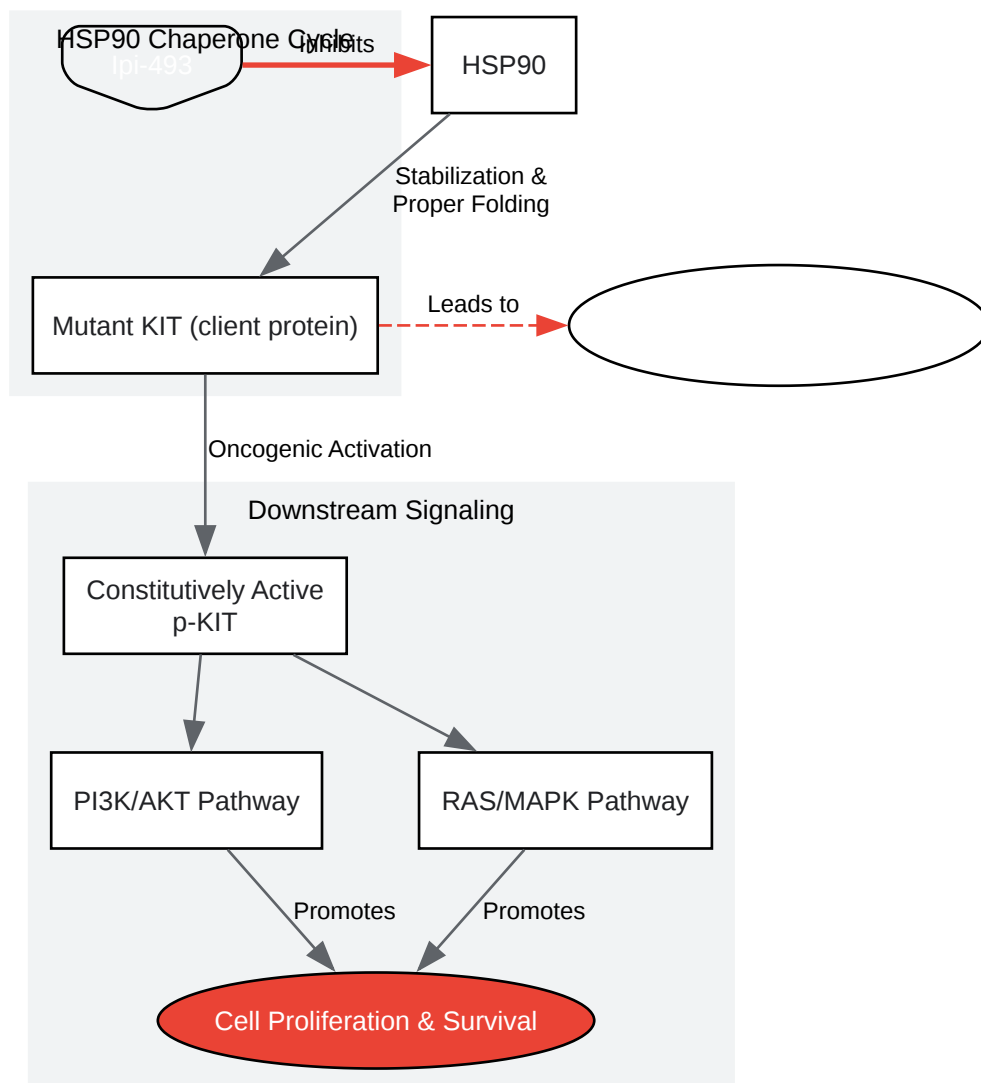 HSP90 Chaperone Cycle
Inhibits
Ipi-493
HSP90
Stabilization &
Proper Folding
Leads to
Mutant KIT (client protein)
Oncogenic Activation
Downstream Signaling
Constitutively Active
p-KIT
PI3K/AKT Pathway
RAS/MAPK Pathway
Promotes
Promotes
Cell Proliferation & Survival